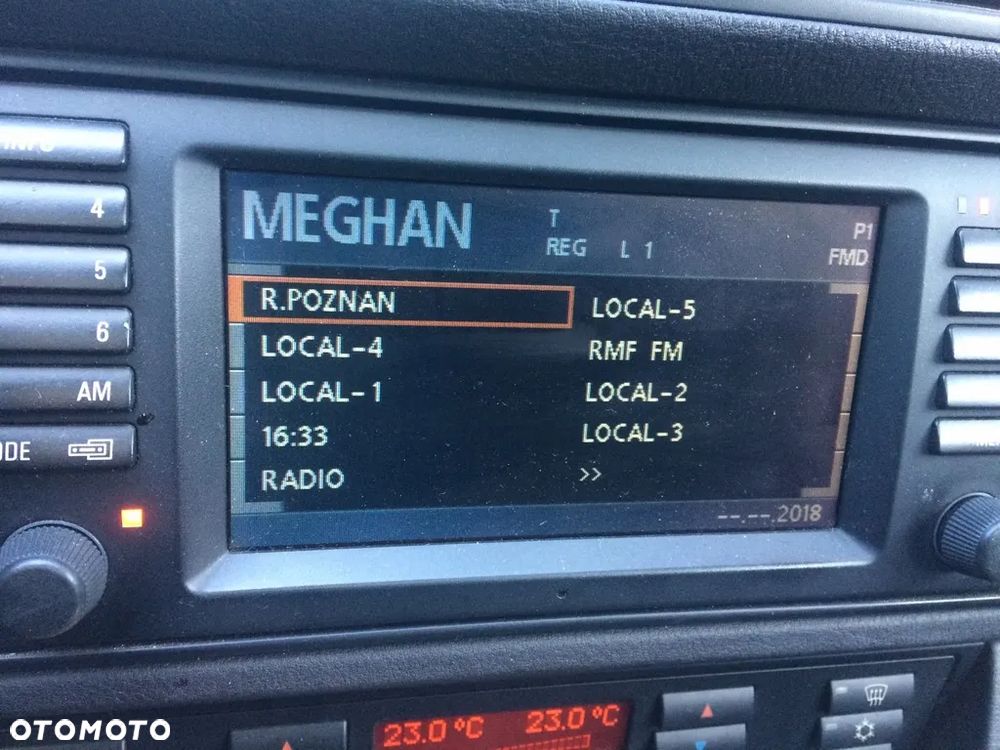 INFO
4
5
6
AM
ODE
MEGHAN
T
REG L 1
P1
FMD
R.POZNAN
LOCAL-4
LOCAL-1
16:33
RADIO
LOCAL-5
RMF FM
LOCAL-2
LOCAL-3
>>
--.--.2018
23.0 °C 23.0 °C
OTOMOTO